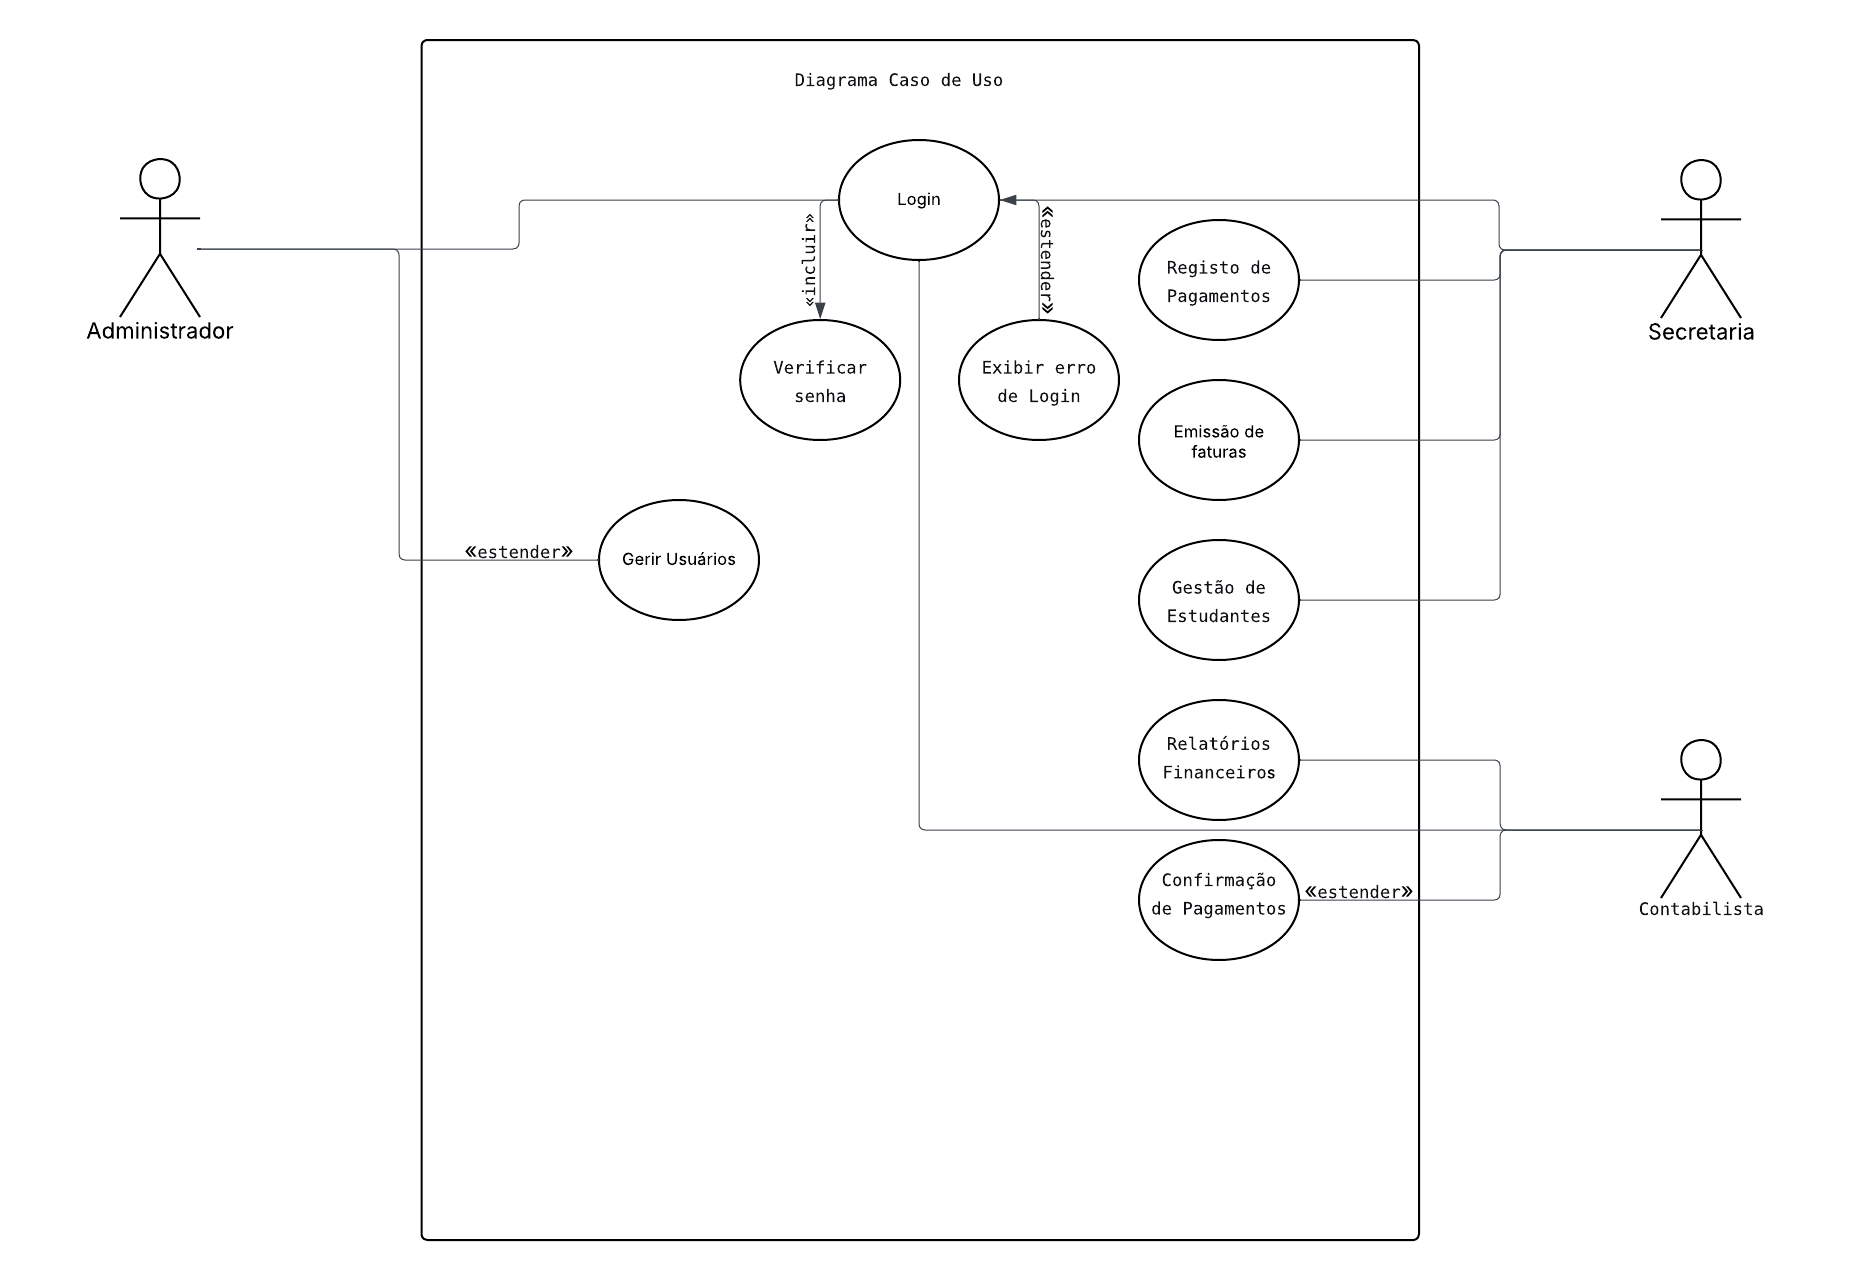 Diagrama Caso de Uso
Login
«incluir»
«estender»
Administrador
Secretaria
Registo de
Pagamentos
Verificar
senha
Exibir erro
de Login
Emissão de
faturas
«estender»
Gerir Usuários
Gestão de
Estudantes
Relatórios
Financeiros
Confirmação
de Pagamentos
«estender»
Contabilista